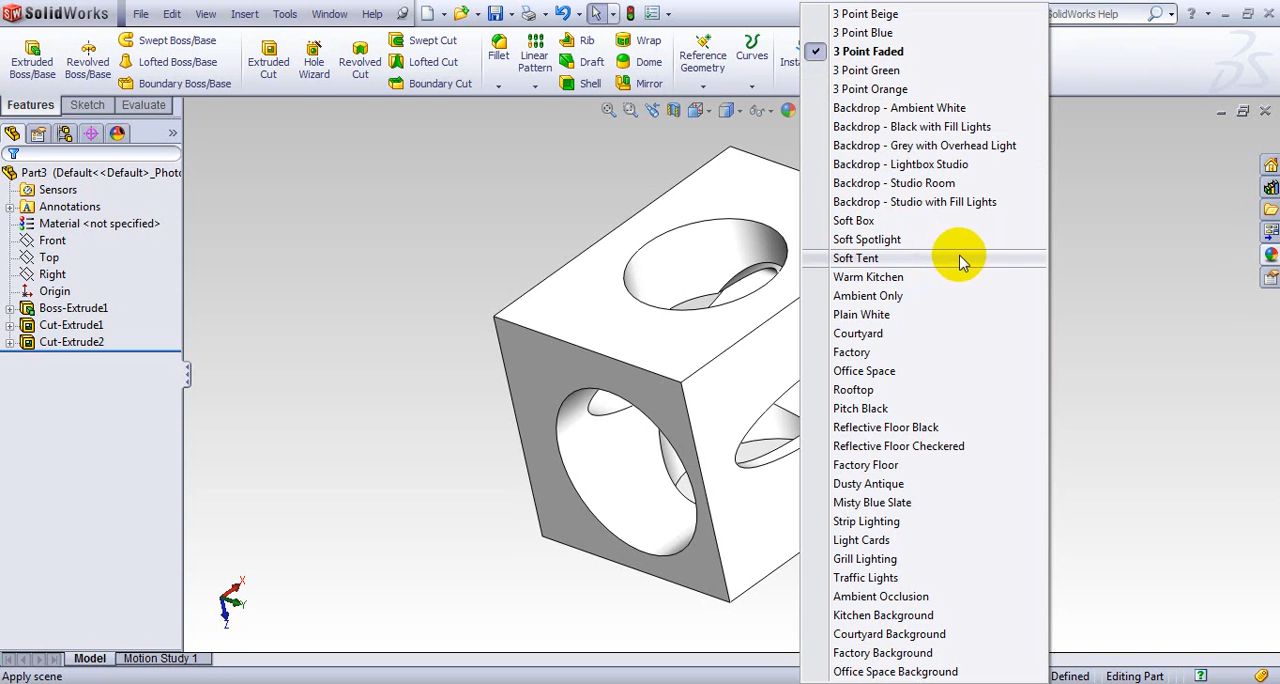 SolidWorks File Edit View Insert Tools Window Help SolidWorks Help
Extruded Boss/Base
Revolved Boss/Base
Swept Boss/Base
Lofted Boss/Base
Boundary Boss/Base
Extruded Cut
Hole Wizard
Revolved Cut
Swept Cut
Lofted Cut
Boundary Cut
Fillet
Linear Pattern
Rib
Draft
Shell
Wrap
Dome
Mirror
Reference Geometry
Curves
Inst
Features Sketch Evaluate
Part3 (Default<<Default>_Photo
Sensors
Annotations
Material <not specified>
Front
Top
Right
Origin
Boss-Extrude1
Cut-Extrude1
Cut-Extrude2
3 Point Beige
3 Point Blue
3 Point Faded
3 Point Green
3 Point Orange
Backdrop - Ambient White
Backdrop - Black with Fill Lights
Backdrop - Grey with Overhead Light
Backdrop - Lightbox Studio
Backdrop - Studio Room
Backdrop - Studio with Fill Lights
Soft Box
Soft Spotlight
Soft Tent
Warm Kitchen
Ambient Only
Plain White
Courtyard
Factory
Office Space
Rooftop
Pitch Black
Reflective Floor Black
Reflective Floor Checkered
Factory Floor
Dusty Antique
Misty Blue Slate
Strip Lighting
Light Cards
Grill Lighting
Traffic Lights
Ambient Occlusion
Kitchen Background
Courtyard Background
Factory Background
Office Space Background
X
Y
Z
Model Motion Study 1
Apply scene Defined Editing Part